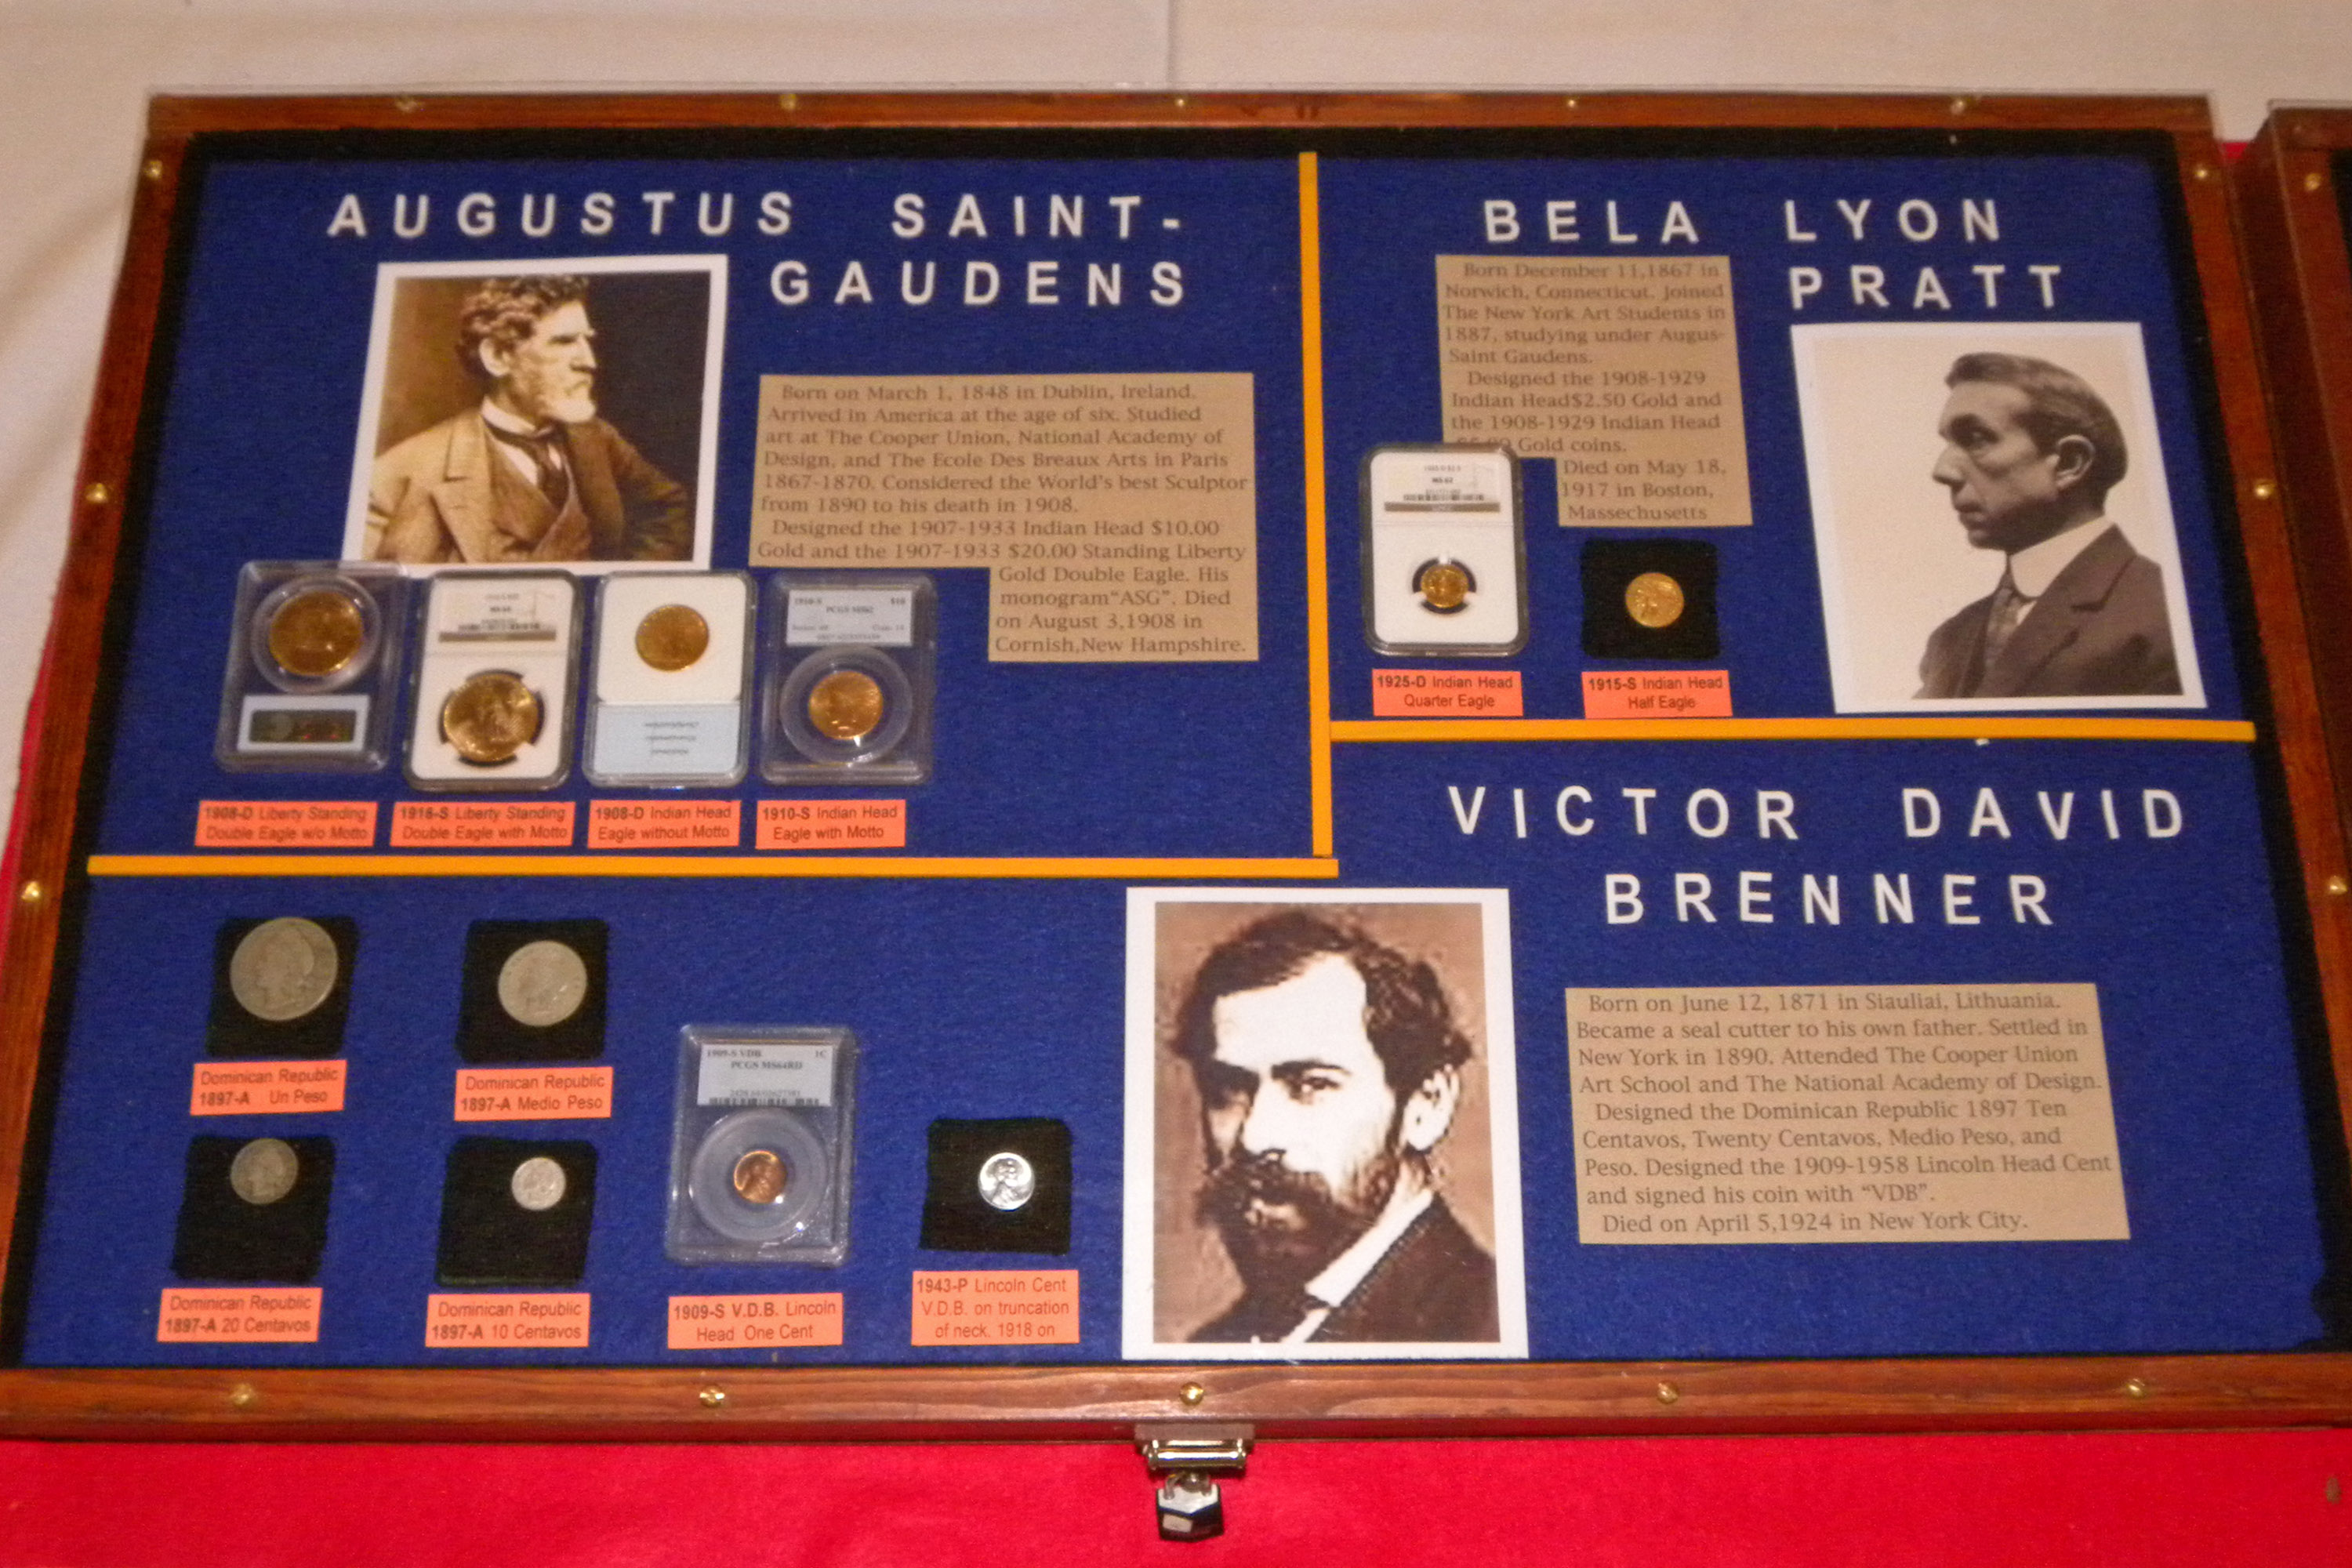 AUGUSTUS SAINT-
GAUDENS
Born on March 1, 1848 in Dublin, Ireland.
Arrived in America at the age of six. Studied
art at The Cooper Union, National Academy of
Design, and The Ecole Des Breaux Arts in Paris
1867-1870. Considered the World's best Sculptor
from 1890 to his death in 1908.
Designed the 1907-1933 Indian Head $10.00
Gold and the 1907-1933 $20.00 Standing Liberty
Gold Double Eagle. His
monogram"ASG". Died
on August 3,1908 in
Cornish,New Hampshire.
1910-S $10
PCGS MS62
1908-D Liberty Standing
Double Eagle w/o Motto
1916-S Liberty Standing
Double Eagle with Motto
1908-D Indian Head
Eagle without Motto
1910-S Indian Head
Eagle with Motto
BELA LYON
PRATT
Born December 11,1867 in
Norwich, Connecticut. Joined
The New York Art Students in
1887, studying under Augus-
Saint Gaudens.
Designed the 1908-1929
Indian Head$2.50 Gold and
the 1908-1929 Indian Head
Gold coins.
Died on May 18,
1917 in Boston,
Massechusetts
1925-D Indian Head
Quarter Eagle
1915-S Indian Head
Half Eagle
VICTOR DAVID
BRENNER
Born on June 12, 1871 in Siauliai, Lithuania.
Became a seal cutter to his own father. Settled in
New York in 1890. Attended The Cooper Union
Art School and The National Academy of Design.
Designed the Dominican Republic 1897 Ten
Centavos, Twenty Centavos, Medio Peso, and
Peso. Designed the 1909-1958 Lincoln Head Cent
and signed his coin with "VDB".
Died on April 5,1924 in New York City.
Dominican Republic
1897-A Un Peso
Dominican Republic
1897-A Medio Peso
Dominican Republic
1897-A 20 Centavos
Dominican Republic
1897-A 10 Centavos
1909-S VDB 1C
PCGS MS64RD
1909-S V.D.B. Lincoln
Head One Cent
1943-P Lincoln Cent
V.D.B. on truncation
of neck. 1918 on